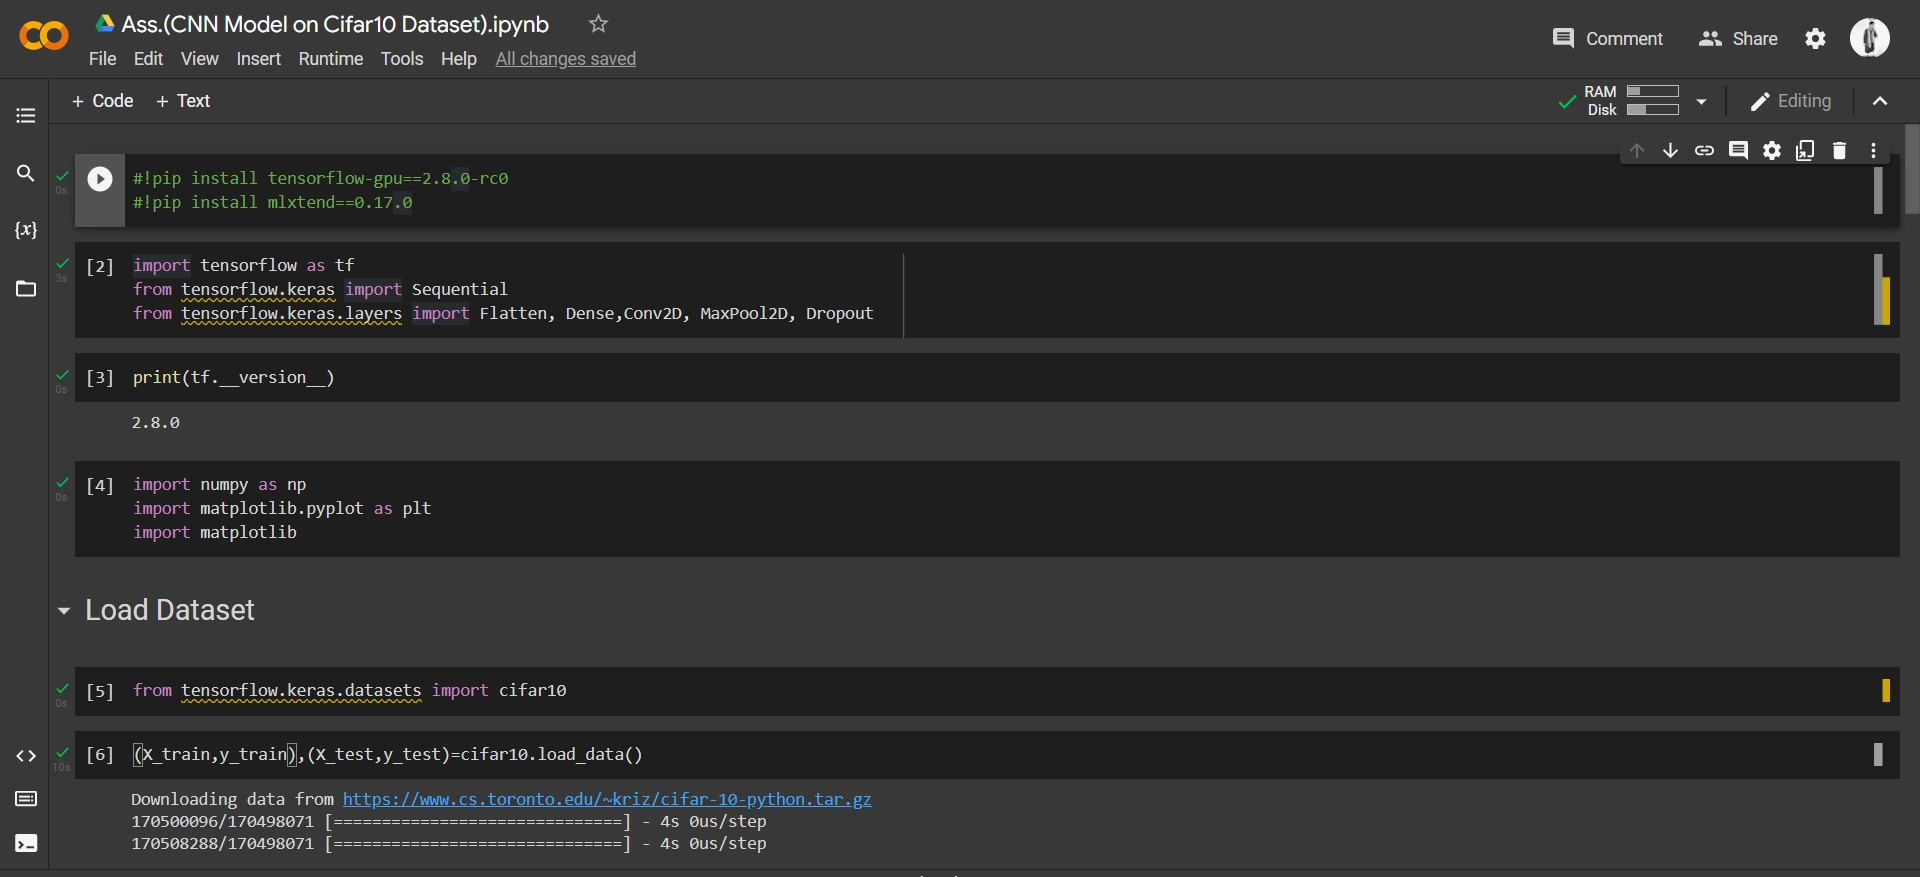 Ass.(CNN Model on Cifar10 Dataset).ipynb
File Edit View Insert Runtime Tools Help All changes saved
Comment Share
+ Code + Text
RAM
Disk
Editing
#!pip install tensorflow-gpu==2.8.0-rc0
0s
#!pip install mlxtend==0.17.0
{x}
[2] import tensorflow as tf
3s
from tensorflow.keras import Sequential
from tensorflow.keras.layers import Flatten, Dense,Conv2D, MaxPool2D, Dropout
[3] print(tf.__version__)
0s
2.8.0
[4] import numpy as np
0s
import matplotlib.pyplot as plt
import matplotlib
Load Dataset
[5] from tensorflow.keras.datasets import cifar10
0s
[6] (X_train,y_train),(X_test,y_test)=cifar10.load_data()
10s
Downloading data from https://www.cs.toronto.edu/~kriz/cifar-10-python.tar.gz
170500096/170498071 [==============================] - 4s 0us/step
170508288/170498071 [==============================] - 4s 0us/step